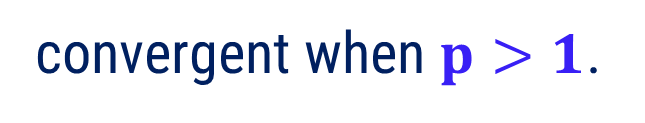 convergent when p > 1.